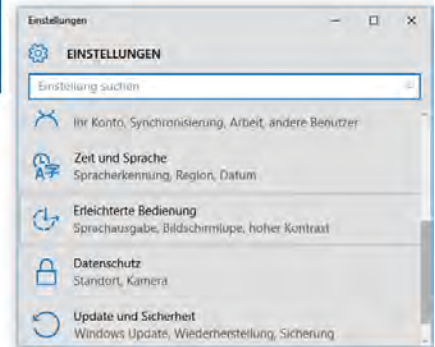 Einstellungen
EINSTELLUNGEN
Einstellung suchen
Ihr Konto, Synchronisierung, Arbeit, andere Benutzer
Zeit und Sprache
Spracherkennung, Region, Datum
Erleichterte Bedienung
Sprachausgabe, Bildschirmlupe, hoher Kontrast
Datenschutz
Standort, Kamera
Update und Sicherheit
Windows Update, Wiederherstellung, Sicherung